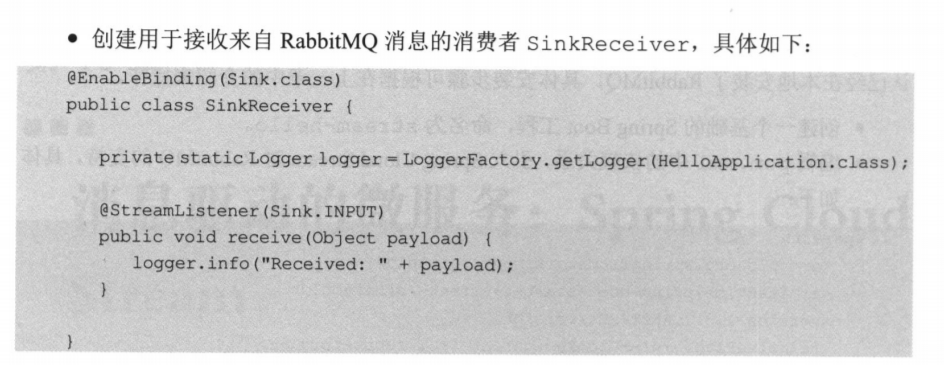 • 创建用于接收来自 RabbitMQ 消息的消费者 SinkReceiver，具体如下：
@EnableBinding(Sink.class)
public class SinkReceiver {
private static Logger logger = LoggerFactory.getLogger(HelloApplication.class);
@StreamListener(Sink.INPUT)
public void receive(Object payload) {
logger.info("Received: " + payload);
}
}